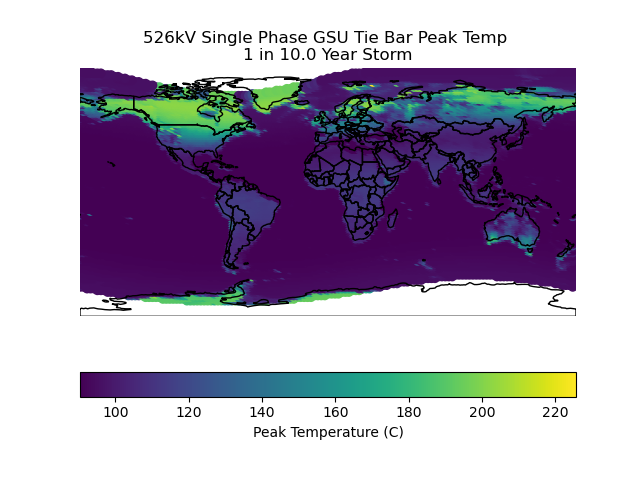 526kV Single Phase GSU Tie Bar Peak Temp
1 in 10.0 Year Storm
100 120 140 160 180 200 220
Peak Temperature (C)